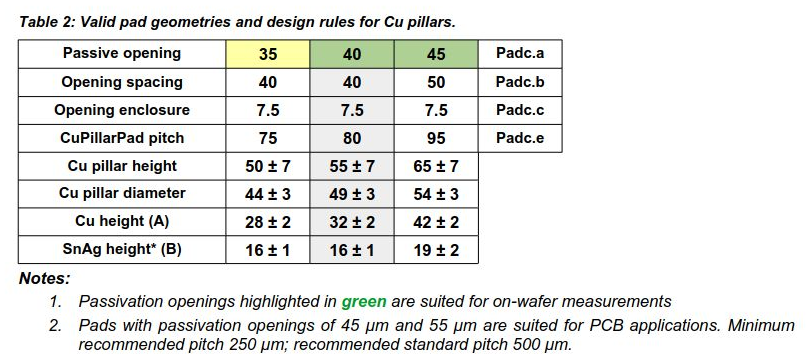 Table 2: Valid pad geometries and design rules for Cu pillars.
Passive opening 35 40 45 Padc.a
Opening spacing 40 40 50 Padc.b
Opening enclosure 7.5 7.5 7.5 Padc.c
CuPillarPad pitch 75 80 95 Padc.e
Cu pillar height 50 ± 7 55 ± 7 65 ± 7
Cu pillar diameter 44 ± 3 49 ± 3 54 ± 3
Cu height (A) 28 ± 2 32 ± 2 42 ± 2
SnAg height* (B) 16 ± 1 16 ± 1 19 ± 2
Notes:
1. Passivation openings highlighted in green are suited for on-wafer measurements
2. Pads with passivation openings of 45 µm and 55 µm are suited for PCB applications. Minimum
recommended pitch 250 µm; recommended standard pitch 500 µm.